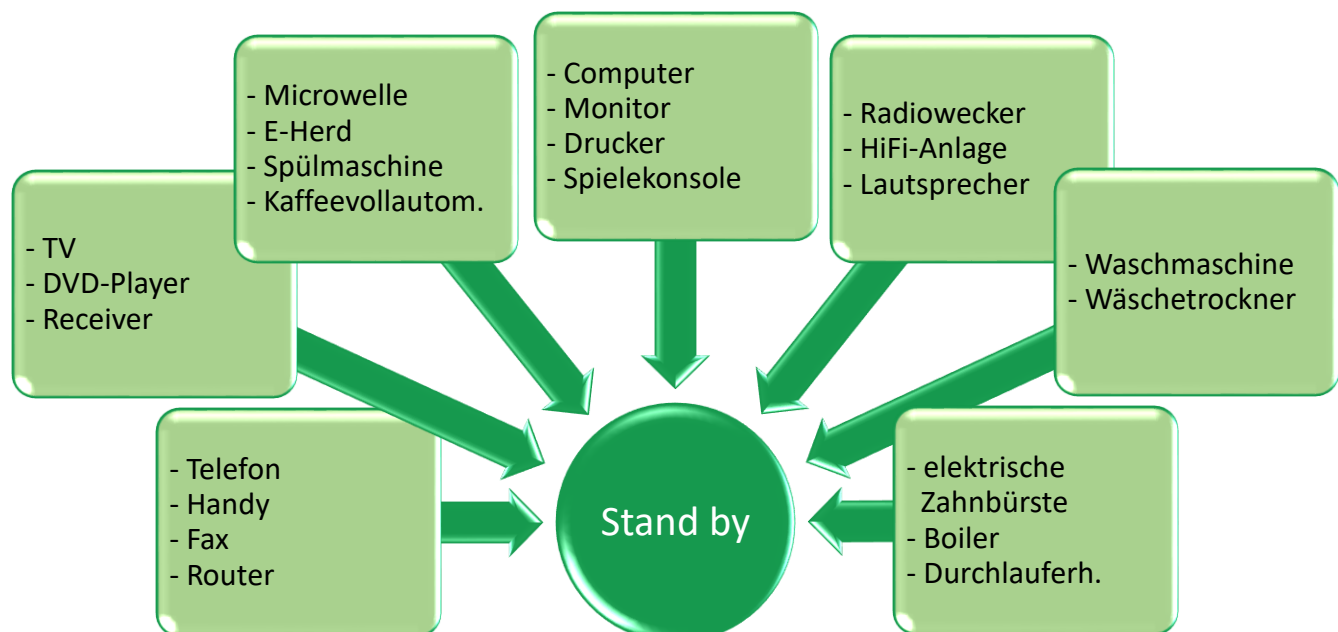 - Telefon
- Handy
- Fax
- Router
- TV
- DVD-Player
- Receiver
- Microwelle
- E-Herd
- Spülmaschine
- Kaffeevollautom.
- Computer
- Monitor
- Drucker
- Spielekonsole
- Radiowecker
- HiFi-Anlage
- Lautsprecher
- Waschmaschine
- Wäschetrockner
- elektrische
Zahnbürste
- Boiler
- Durchlauferh.
Stand by